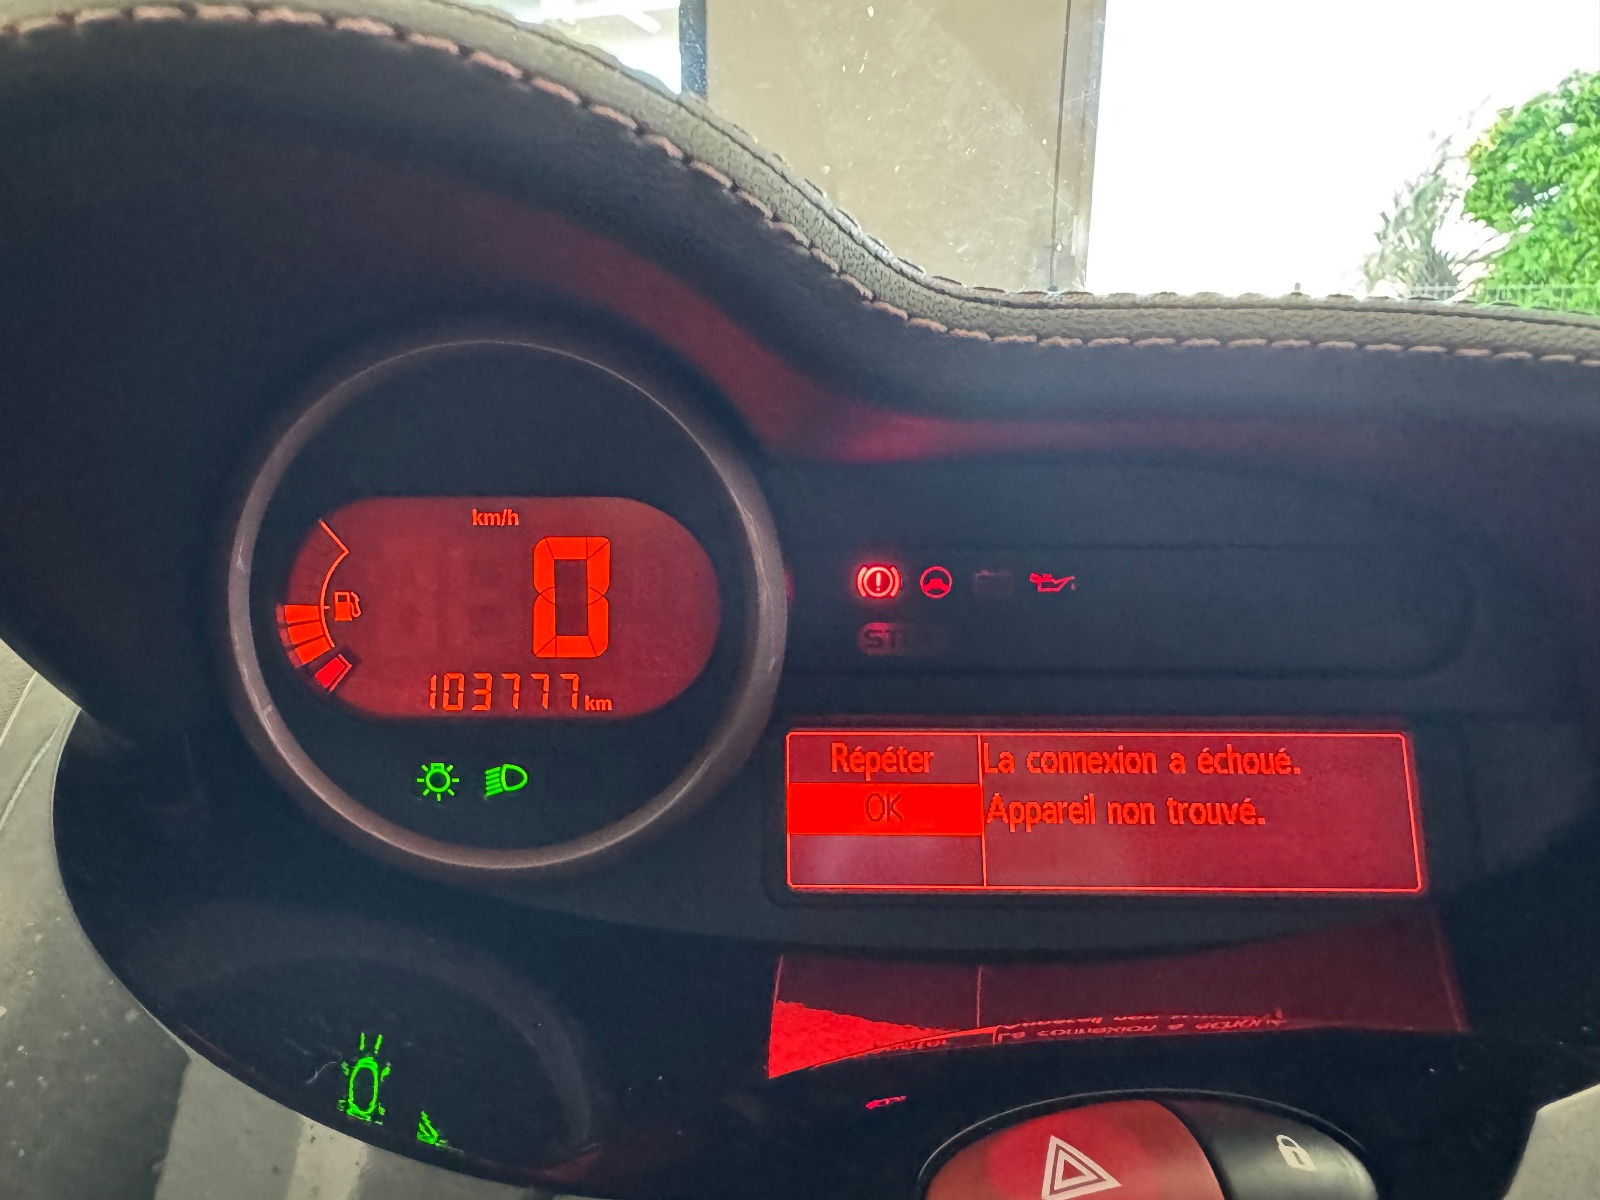 km/h
0
103777 km
Répéter
La connexion a échoué.
OK
Appareil non trouvé.